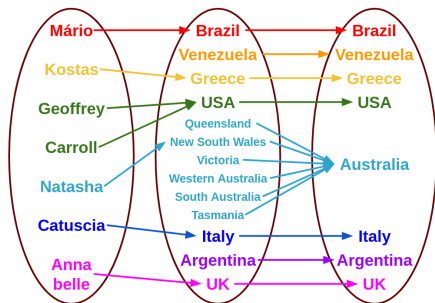 Mário
Kostas
Geoffrey
Carroll
Natasha
Catuscia
Anna
belle
Brazil
Venezuela
Greece
USA
Queensland
New South Wales
Victoria
Western Australia
South Australia
Tasmania
Italy
Argentina
UK
Brazil
Venezuela
Greece
USA
Australia
Italy
Argentina
UK